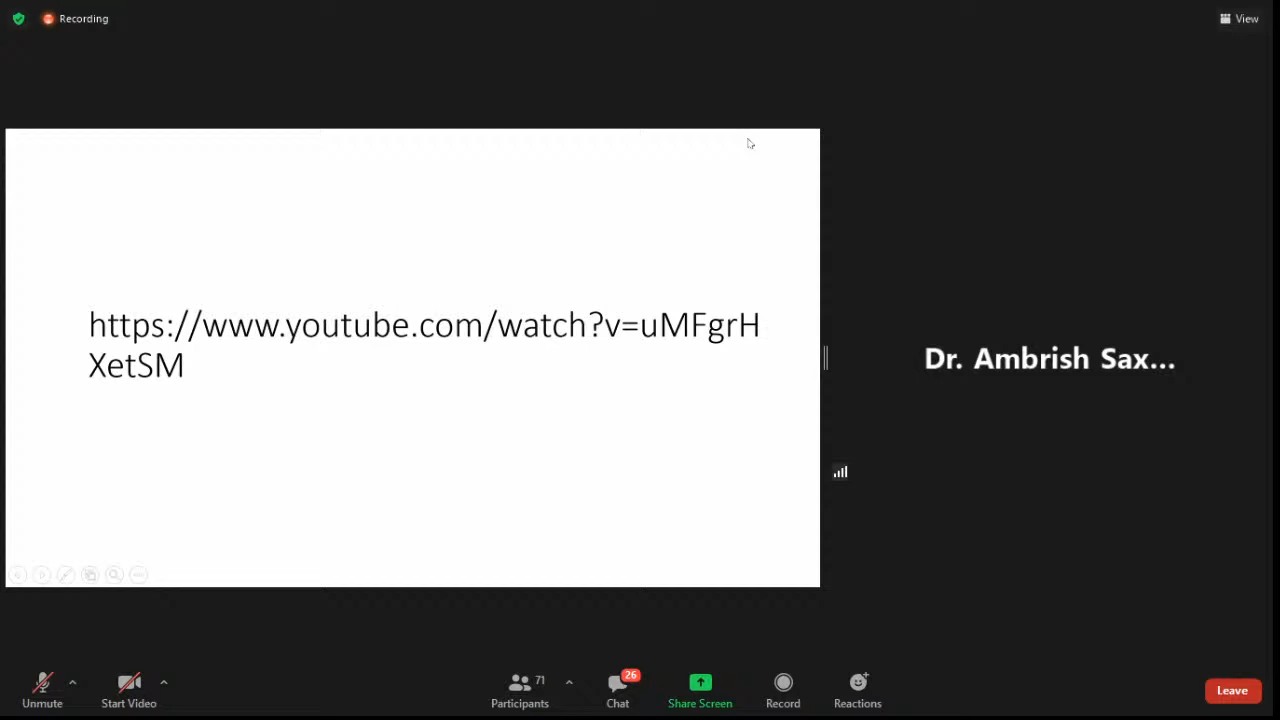 Recording
View
https://www.youtube.com/watch?v=uMFgrH
XetSM
Dr. Ambrish Sax...
71
26
Unmute
Start Video
Participants
Chat
Share Screen
Record
Reactions
Leave